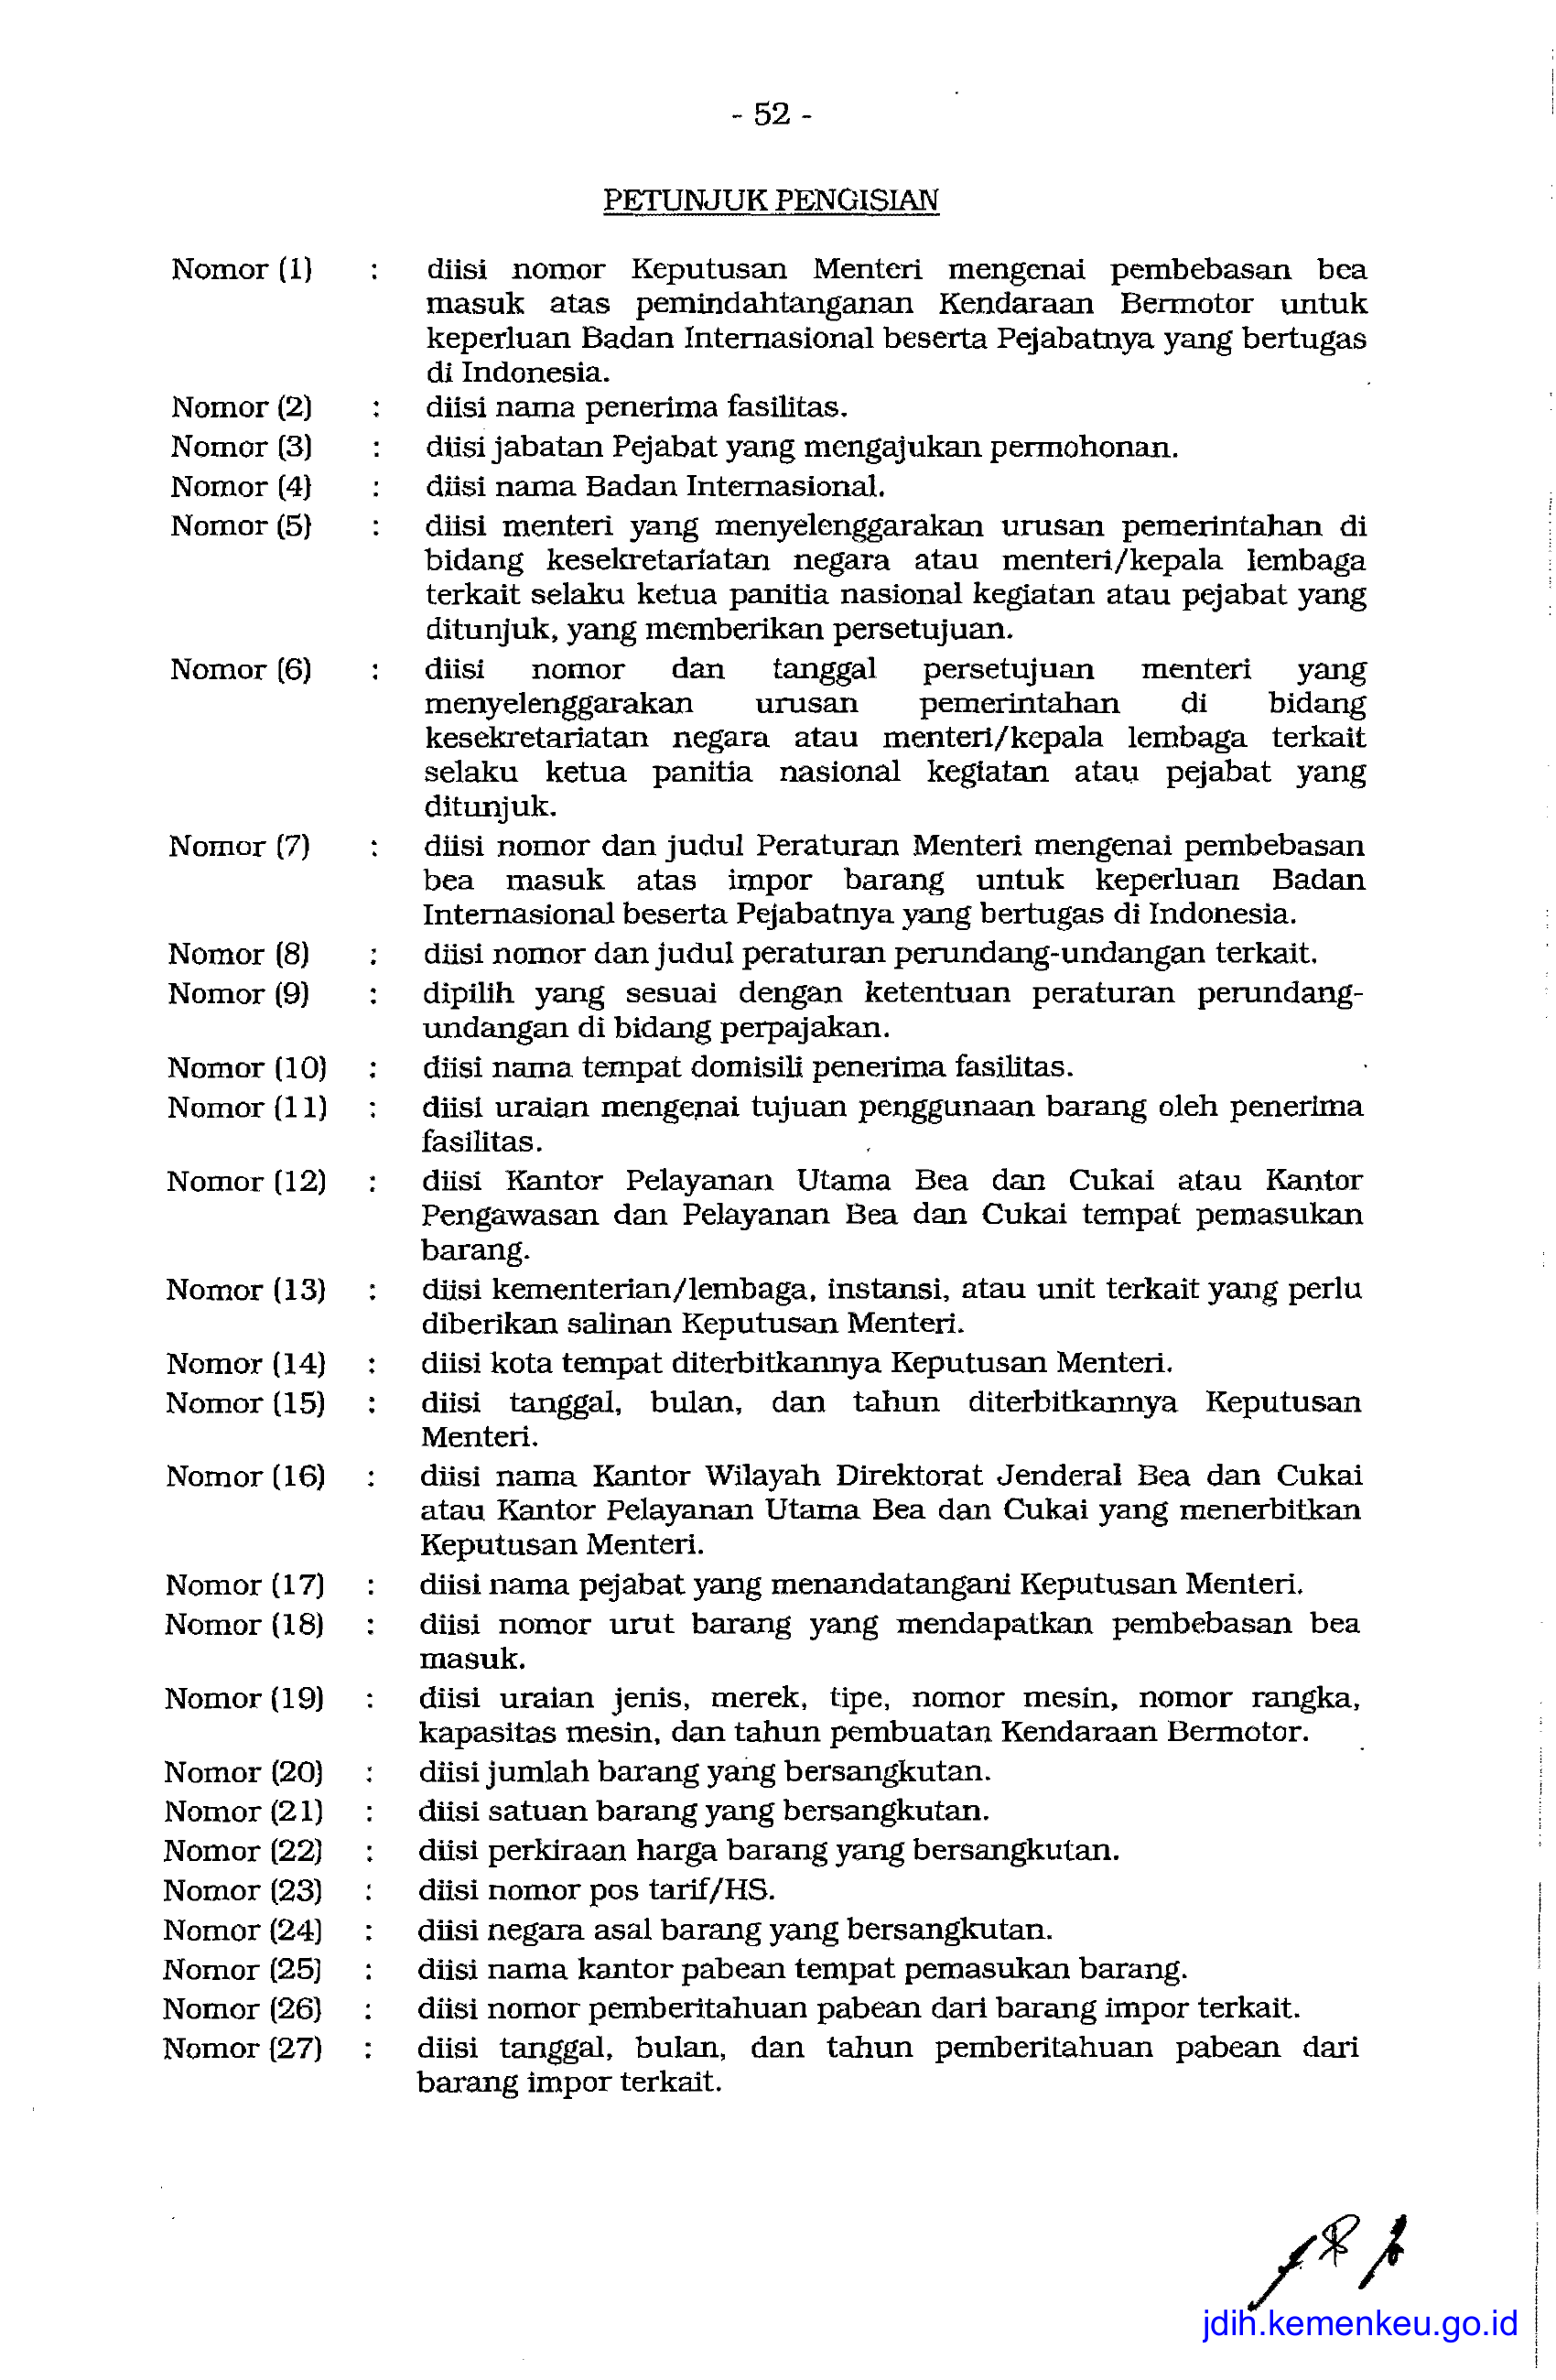 - 52 -
PETUNJUK PENGISIAN
Nomor (1) : diisi nomor Keputusan Menteri mengenai pembebasan bea
masuk atas pemindahtanganan Kendaraan Bermotor untuk
keperluan Badan Internasional beserta Pejabatnya yang bertugas
di Indonesia.
Nomor (2) : diisi nama penerima fasilitas.
Nomor (3) : diisi jabatan Pejabat yang mengajukan permohonan.
Nomor (4) : diisi nama Badan Internasional.
Nomor (5) : diisi menteri yang menyelenggarakan urusan pemerintahan di
bidang kesekretariatan negara atau menteri/kepala lembaga
terkait selaku ketua panitia nasional kegiatan atau pejabat yang
ditunjuk, yang memberikan persetujuan.
Nomor (6) : diisi nomor dan tanggal persetujuan menteri yang
menyelenggarakan urusan pemerintahan di bidang
kesekretariatan negara atau menteri/kepala lembaga terkait
selaku ketua panitia nasional kegiatan atau pejabat yang
ditunjuk.
Nomor (7) : diisi nomor dan judul Peraturan Menteri mengenai pembebasan
bea masuk atas impor barang untuk keperluan Badan
Internasional beserta Pejabatnya yang bertugas di Indonesia.
Nomor (8) : diisi nomor dan judul peraturan perundang-undangan terkait.
Nomor (9) : dipilih yang sesuai dengan ketentuan peraturan perundang-
undangan di bidang perpajakan.
Nomor (10) : diisi nama tempat domisili penerima fasilitas.
Nomor (11) : diisi uraian mengenai tujuan penggunaan barang oleh penerima
fasilitas.
Nomor (12) : diisi Kantor Pelayanan Utama Bea dan Cukai atau Kantor
Pengawasan dan Pelayanan Bea dan Cukai tempat pemasukan
barang.
Nomor (13) : diisi kementerian/lembaga, instansi, atau unit terkait yang perlu
diberikan salinan Keputusan Menteri.
Nomor (14) : diisi kota tempat diterbitkannya Keputusan Menteri.
Nomor (15) : diisi tanggal, bulan, dan tahun diterbitkannya Keputusan
Menteri.
Nomor (16) : diisi nama Kantor Wilayah Direktorat Jenderal Bea dan Cukai
atau Kantor Pelayanan Utama Bea dan Cukai yang menerbitkan
Keputusan Menteri.
Nomor (17) : diisi nama pejabat yang menandatangani Keputusan Menteri.
Nomor (18) : diisi nomor urut barang yang mendapatkan pembebasan bea
masuk.
Nomor (19) : diisi uraian jenis, merek, tipe, nomor mesin, nomor rangka,
kapasitas mesin, dan tahun pembuatan Kendaraan Bermotor.
Nomor (20) : diisi jumlah barang yang bersangkutan.
Nomor (21) : diisi satuan barang yang bersangkutan.
Nomor (22) : diisi perkiraan harga barang yang bersangkutan.
Nomor (23) : diisi nomor pos tarif/HS.
Nomor (24) : diisi negara asal barang yang bersangkutan.
Nomor (25) : diisi nama kantor pabean tempat pemasukan barang.
Nomor (26) : diisi nomor pemberitahuan pabean dari barang impor terkait.
Nomor (27) : diisi tanggal, bulan, dan tahun pemberitahuan pabean dari
barang impor terkait.
jdih.kemenkeu.go.id